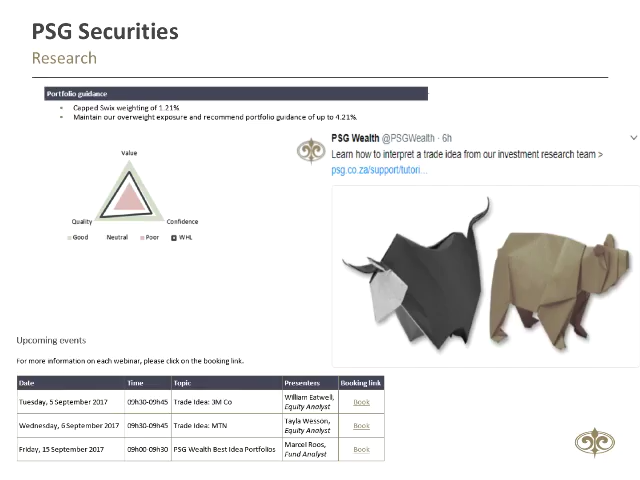 PSG Securities
Research
Portfolio guidance
- Capped Swix weighting of 1.21%
- Maintain our overweight exposure and recommend portfolio guidance of up to 4.21%.
Value
Quality
Confidence
Good Neutral Poor WHL
PSG Wealth @PSGWealth · 6h
Learn how to interpret a trade idea from our investment research team >
psg.co.za/support/tutori...
Upcoming events
For more information on each webinar, please click on the booking link.
Date Time Topic Presenters Booking link
Tuesday, 5 September 2017 09h30-09h45 Trade Idea: 3M Co William Eatwell, Equity Analyst Book
Wednesday, 6 September 2017 09h30-09h45 Trade Idea: MTN Tayla Wesson, Equity Analyst Book
Friday, 15 September 2017 09h00-09h30 PSG Wealth Best Idea Portfolios Marcel Roos, Fund Analyst Book